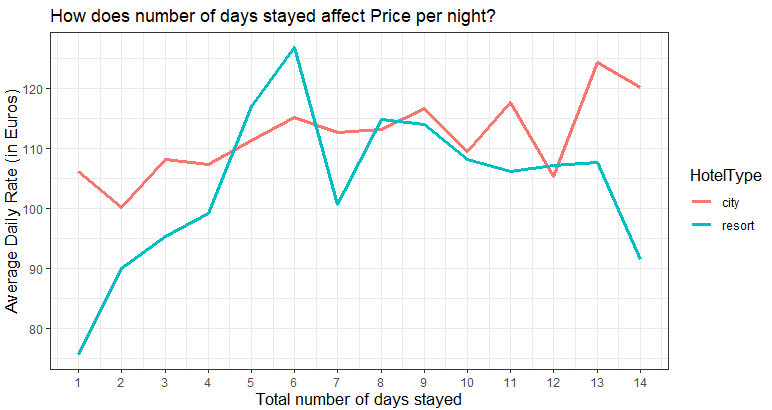 How does number of days stayed affect Price per night?
Average Daily Rate (in Euros)
120
110
100
90
80
1 2 3 4 5 6 7 8 9 10 11 12 13 14
Total number of days stayed
HotelType
city
resort